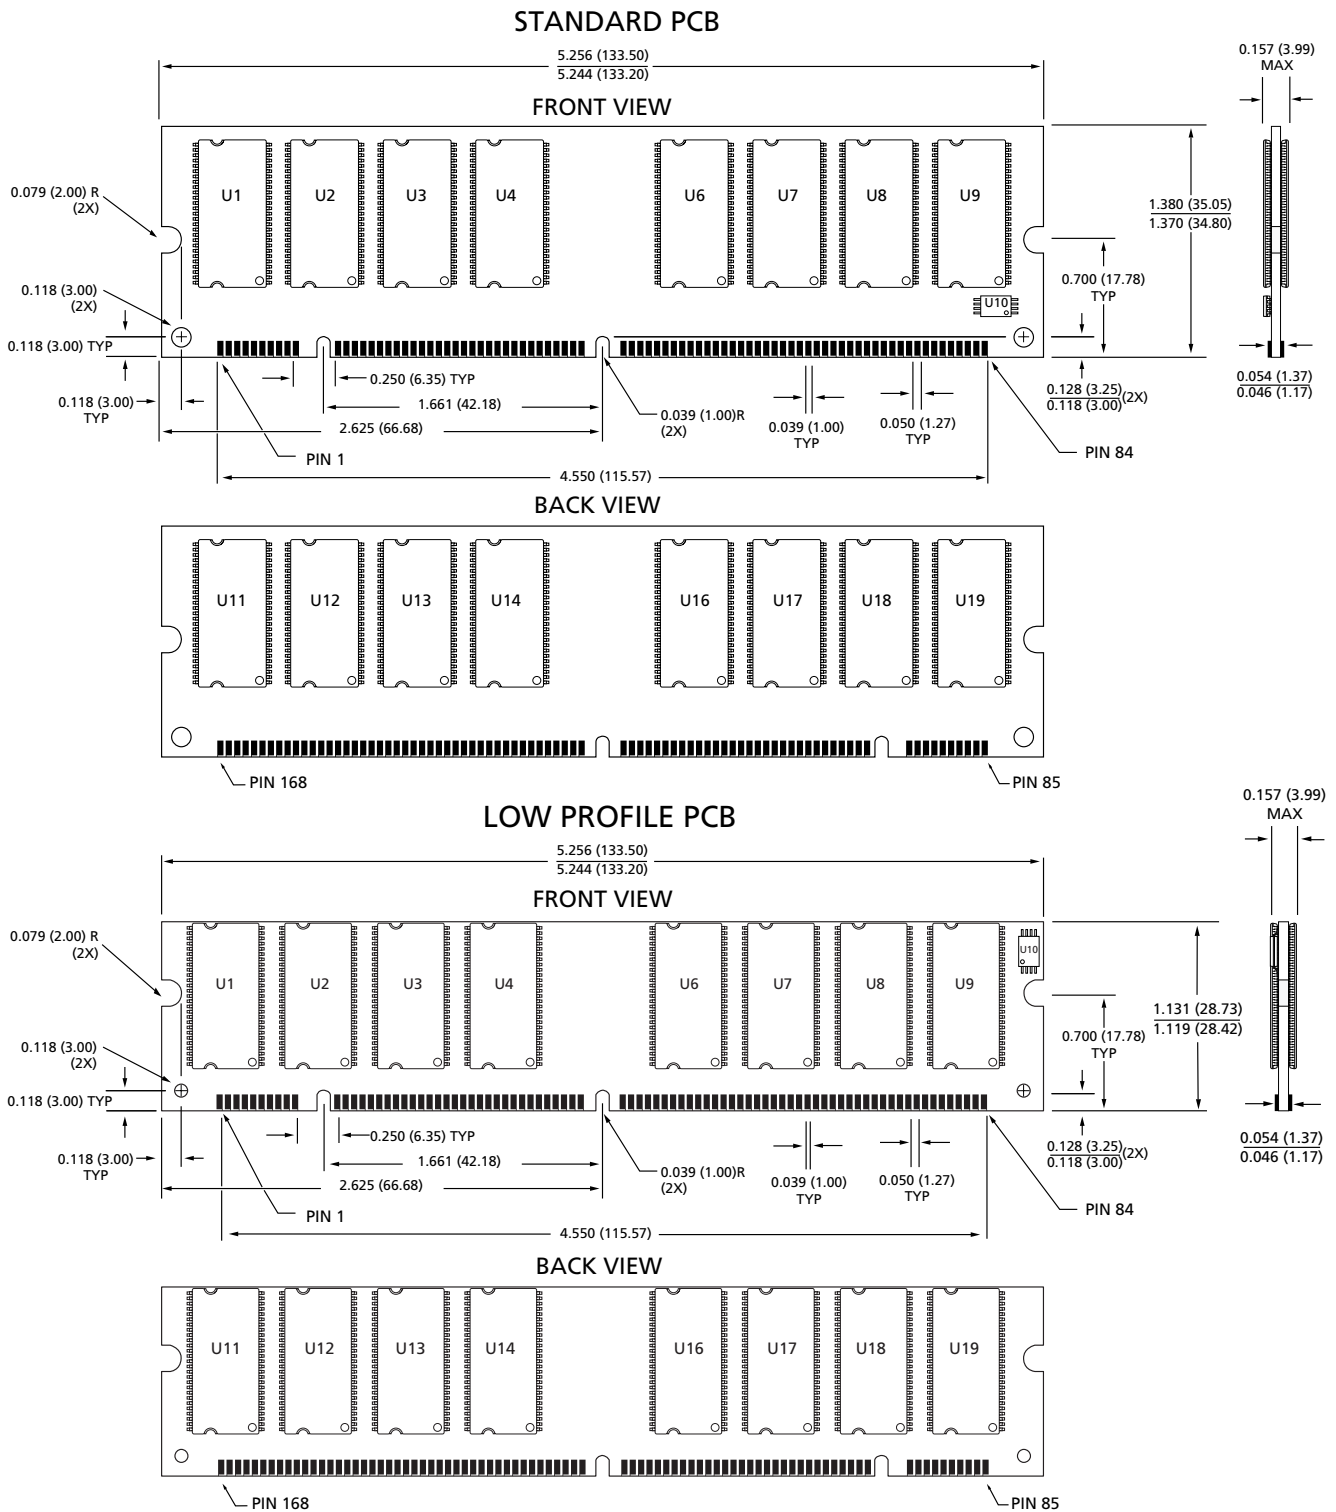 STANDARD PCB
5.256 (133.50)
5.244 (133.20)
0.157 (3.99)
MAX
FRONT VIEW
0.079 (2.00) R
(2X)
U1
U2
U3
U4
U6
U7
U8
U9
1.380 (35.05)
1.370 (34.80)
0.700 (17.78)
TYP
0.118 (3.00)
(2X)
U10
0.118 (3.00) TYP
0.118 (3.00)
TYP
0.250 (6.35) TYP
1.661 (42.18)
2.625 (66.68)
0.039 (1.00)R
(2X)
0.039 (1.00)
TYP
0.050 (1.27)
TYP
0.128 (3.25)
0.118 (3.00)
(2X)
0.054 (1.37)
0.046 (1.17)
PIN 1
PIN 84
4.550 (115.57)
BACK VIEW
U11
U12
U13
U14
U16
U17
U18
U19
PIN 168
PIN 85
LOW PROFILE PCB
5.256 (133.50)
5.244 (133.20)
0.157 (3.99)
MAX
FRONT VIEW
0.079 (2.00) R
(2X)
U1
U2
U3
U4
U6
U7
U8
U9
U10
1.131 (28.73)
1.119 (28.42)
0.700 (17.78)
TYP
0.118 (3.00)
(2X)
0.118 (3.00) TYP
0.118 (3.00)
TYP
0.250 (6.35) TYP
1.661 (42.18)
2.625 (66.68)
0.039 (1.00)R
(2X)
0.039 (1.00)
TYP
0.050 (1.27)
TYP
0.128 (3.25)
0.118 (3.00)
(2X)
0.054 (1.37)
0.046 (1.17)
PIN 1
PIN 84
4.550 (115.57)
BACK VIEW
U11
U12
U13
U14
U16
U17
U18
U19
PIN 168
PIN 85